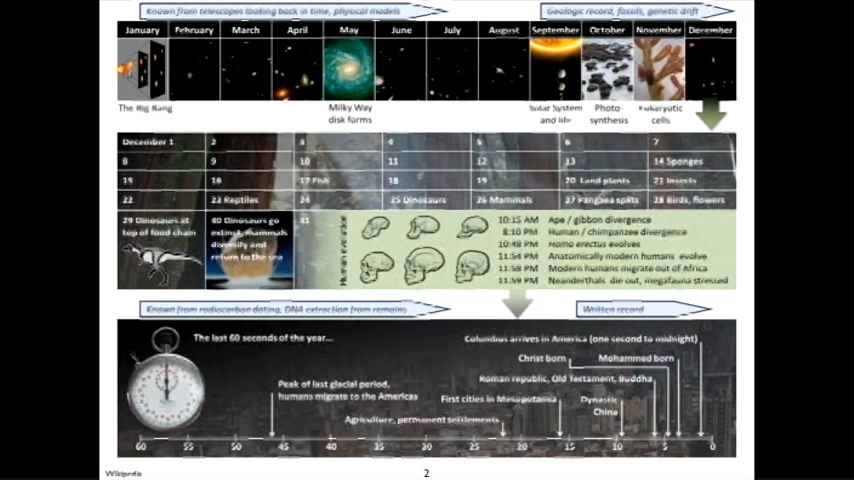 Known from telescopes looking back in time, physical models
Geologic record, fossils, genetic drift
January February March April May June July August September October November December
The Big Bang
Milky Way disk forms
Solar System and life
Photo-synthesis
Eukaryotic cells
December 1 2 3 4 5 6 7
8 9 10 11 12 13 14 Sponges
15 16 17 Fish 18 19 20 Land plants 21 Insects
22 23 Reptiles 24 25 Dinosaurs 26 Mammals 27 Pangaea splits 28 Birds, flowers
29 Dinosaurs at top of food chain
30 Dinosaurs go extinct, mammals diversify and return to the sea
31
Human evolution
10:15 AM Ape / gibbon divergence
8:10 PM Human / chimpanzee divergence
10:48 PM Homo erectus evolves
11:54 PM Anatomically modern humans evolve
11:58 PM Modern humans migrate out of Africa
11:59 PM Neanderthals die out, megafauna stressed
Known from radiocarbon dating, DNA extraction from remains
Written record
The last 60 seconds of the year...
Columbus arrives in America (one second to midnight)
Christ born
Mohammed born
Roman republic, Old Testament, Buddha
Peak of last glacial period, humans migrate to the Americas
First cities in Mesopotamia
Dynastic China
Agriculture, permanent settlements
60 55 50 45 40 35 30 25 20 15 10 5 0
Wikipedia
2